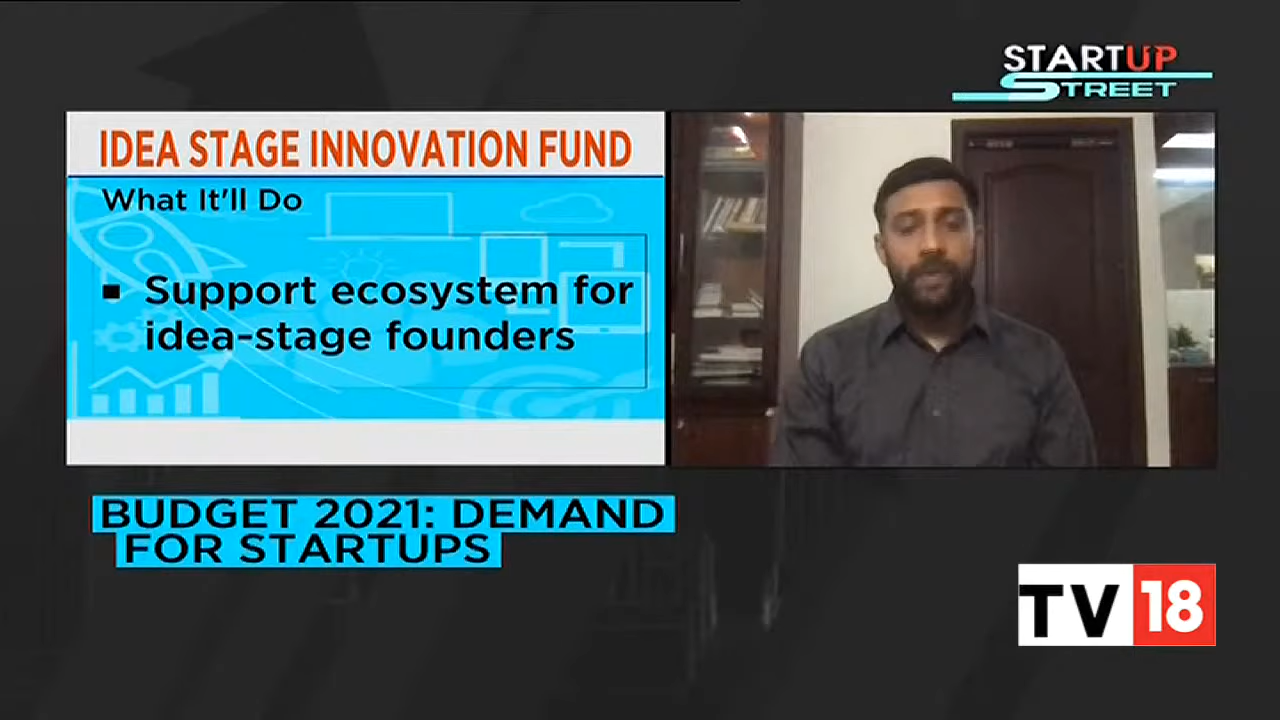 STARTUP
STREET
IDEA STAGE INNOVATION FUND
What It'll Do
▪ Support ecosystem for
idea-stage founders
BUDGET 2021: DEMAND
FOR STARTUPS
TV18